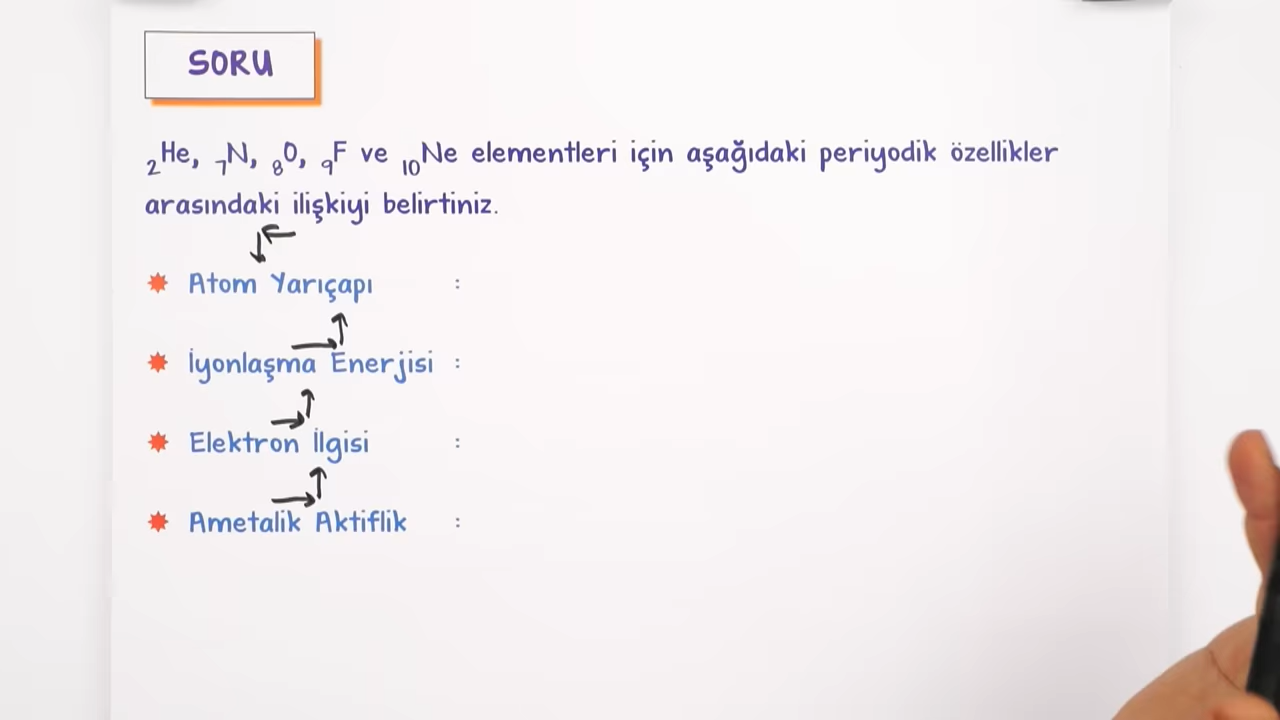 SORU
₂He, ₇N, ₈O, ₉F ve ₁₀Ne elementleri için aşağıdaki periyodik özellikler
arasındaki ilişkiyi belirtiniz.
Atom Yarıçapı :
İyonlaşma Enerjisi :
Elektron İlgisi :
Ametalik Aktiflik :